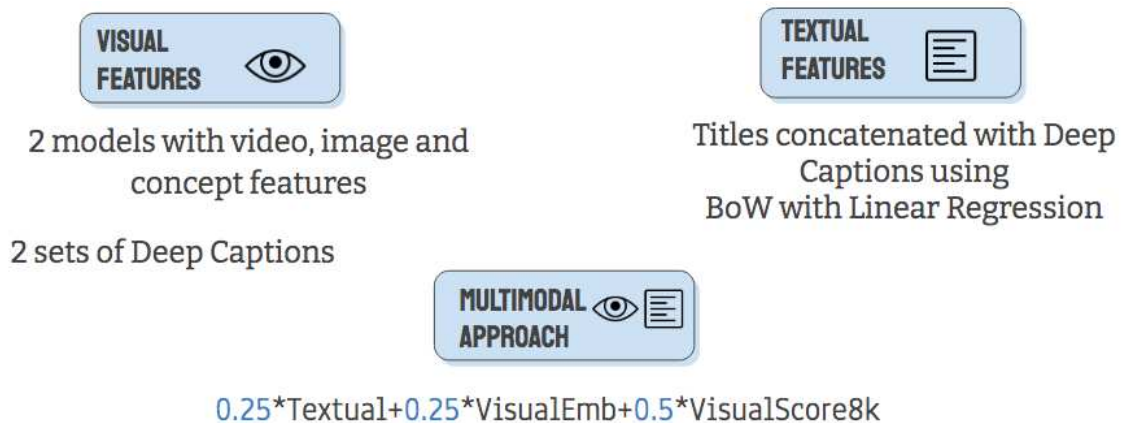 VISUAL
FEATURES
2 models with video, image and
concept features
2 sets of Deep Captions
TEXTUAL
FEATURES
Titles concatenated with Deep
Captions using
BoW with Linear Regression
MULTIMODAL
APPROACH
0.25*Textual+0.25*VisualEmb+0.5*VisualScore8k